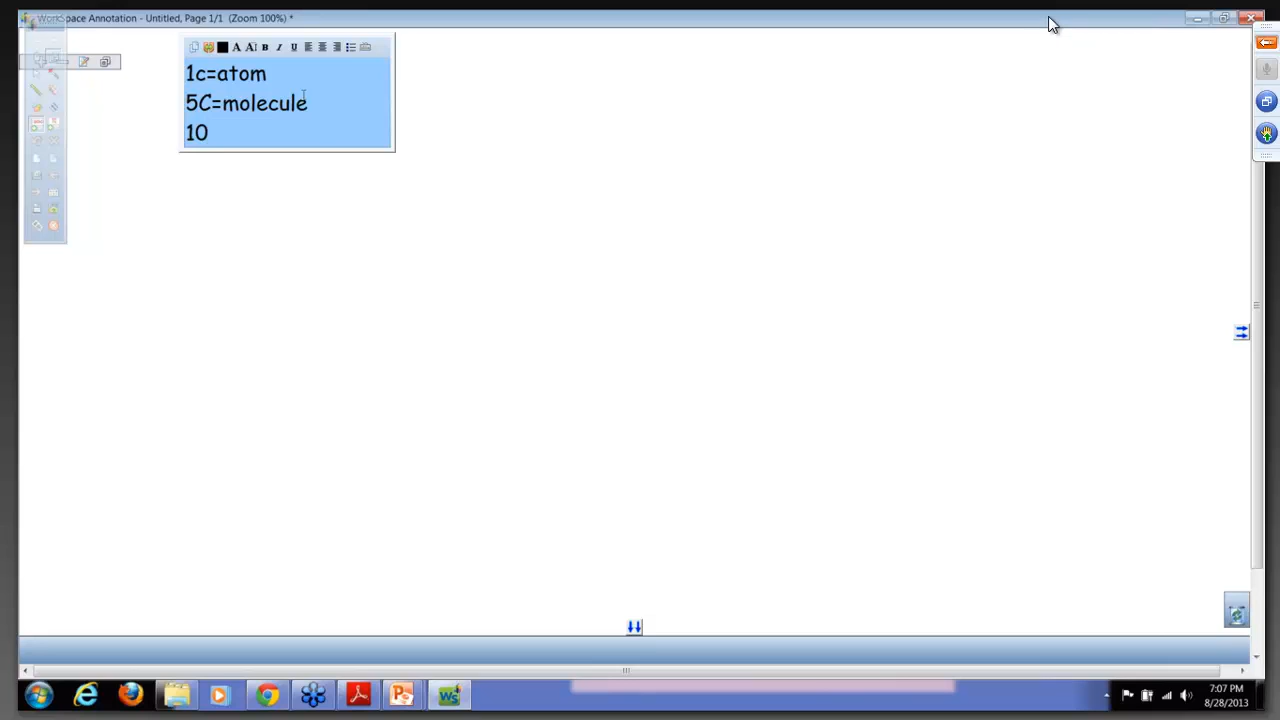 WorkSpace Annotation - Untitled, Page 1/1 (Zoom 100%) *
1c=atom
5C=molecule
10
7:07 PM
8/28/2013